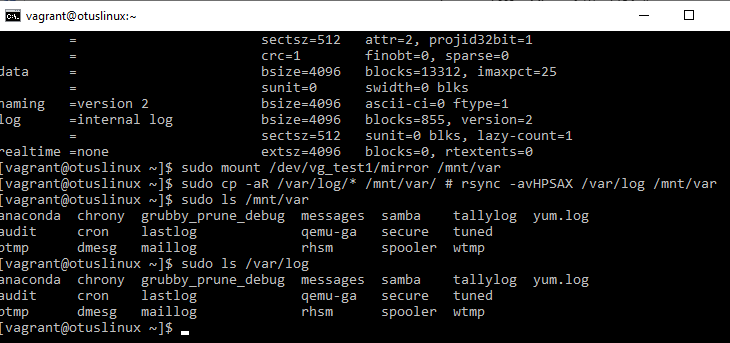 vagrant@otuslinux:~
= sectsz=512 attr=2, projid32bit=1
= crc=1 finobt=0, sparse=0
data = bsize=4096 blocks=13312, imaxpct=25
= sunit=0 swidth=0 blks
naming =version 2 bsize=4096 ascii-ci=0 ftype=1
log =internal log bsize=4096 blocks=855, version=2
= sectsz=512 sunit=0 blks, lazy-count=1
realtime =none extsz=4096 blocks=0, rtextents=0
[vagrant@otuslinux ~]$ sudo mount /dev/vg_test1/mirror /mnt/var
[vagrant@otuslinux ~]$ sudo cp -aR /var/log/* /mnt/var/ # rsync -avHPSAX /var/log /mnt/var
[vagrant@otuslinux ~]$ sudo ls /mnt/var
anaconda chrony grubby_prune_debug messages samba tallylog yum.log
audit cron lastlog qemu-ga secure tuned
btmp dmesg maillog rhsm spooler wtmp
[vagrant@otuslinux ~]$ sudo ls /var/log
anaconda chrony grubby_prune_debug messages samba tallylog yum.log
audit cron lastlog qemu-ga secure tuned
btmp dmesg maillog rhsm spooler wtmp
[vagrant@otuslinux ~]$